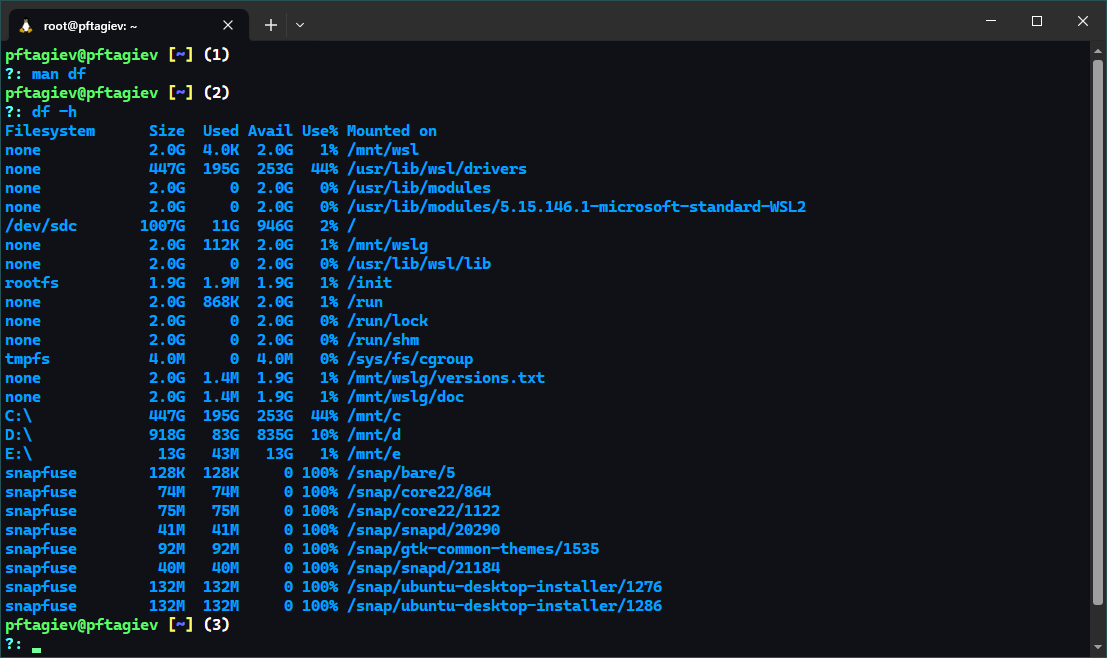 root@pftagiev: ~
pftagiev@pftagiev [~] (1)
?: man df
pftagiev@pftagiev [~] (2)
?: df -h
Filesystem      Size  Used Avail Use% Mounted on
none            2.0G  4.0K  2.0G   1% /mnt/wsl
none            447G  195G  253G  44% /usr/lib/wsl/drivers
none            2.0G     0  2.0G   0% /usr/lib/modules
none            2.0G     0  2.0G   0% /usr/lib/modules/5.15.146.1-microsoft-standard-WSL2
/dev/sdc       1007G   11G  946G   2% /
none            2.0G  112K  2.0G   1% /mnt/wslg
none            2.0G     0  2.0G   0% /usr/lib/wsl/lib
rootfs          1.9G  1.9M  1.9G   1% /init
none            2.0G  868K  2.0G   1% /run
none            2.0G     0  2.0G   0% /run/lock
none            2.0G     0  2.0G   0% /run/shm
tmpfs           4.0M     0  4.0M   0% /sys/fs/cgroup
none            2.0G  1.4M  1.9G   1% /mnt/wslg/versions.txt
none            2.0G  1.4M  1.9G   1% /mnt/wslg/doc
C:\             447G  195G  253G  44% /mnt/c
D:\             918G   83G  835G  10% /mnt/d
E:\              13G   43M   13G   1% /mnt/e
snapfuse        128K  128K     0 100% /snap/bare/5
snapfuse         74M   74M     0 100% /snap/core22/864
snapfuse         75M   75M     0 100% /snap/core22/1122
snapfuse         41M   41M     0 100% /snap/snapd/20290
snapfuse         92M   92M     0 100% /snap/gtk-common-themes/1535
snapfuse         40M   40M     0 100% /snap/snapd/21184
snapfuse        132M  132M     0 100% /snap/ubuntu-desktop-installer/1276
snapfuse        132M  132M     0 100% /snap/ubuntu-desktop-installer/1286
pftagiev@pftagiev [~] (3)
?: